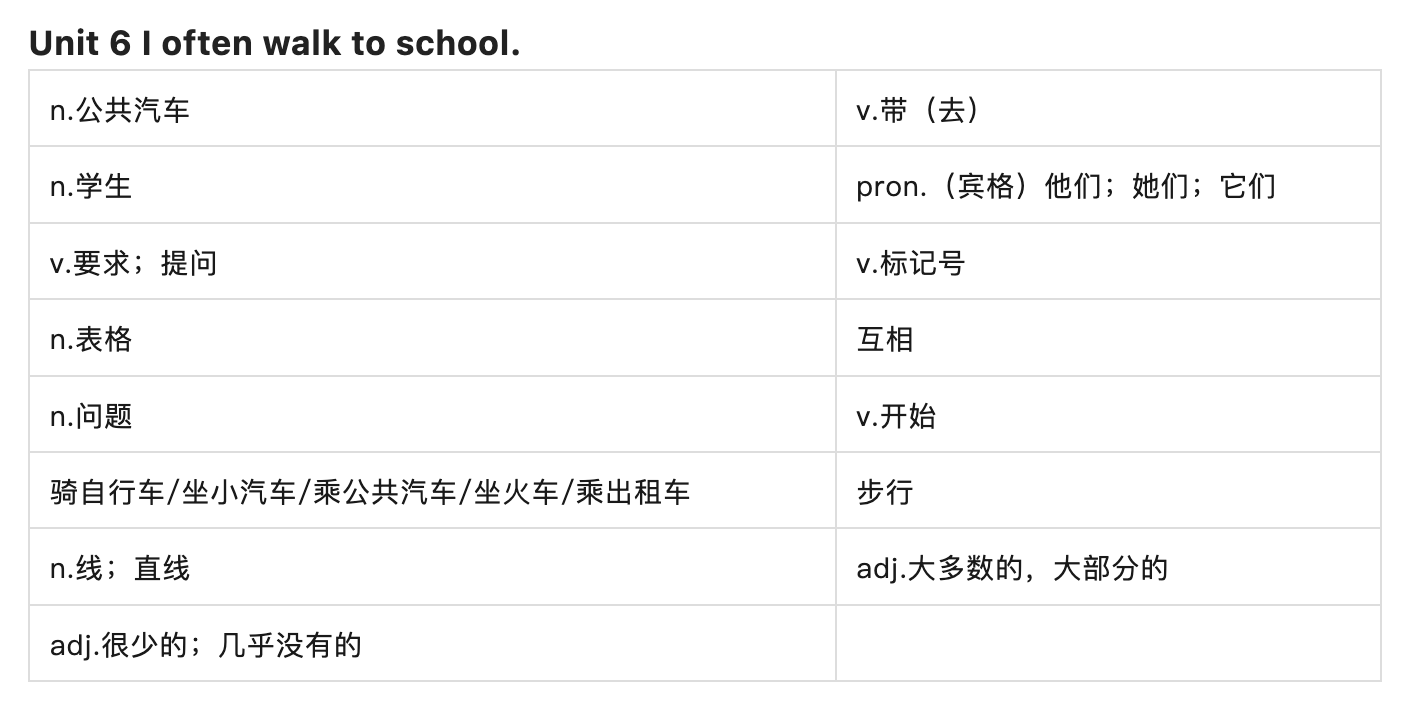 Unit 6 I often walk to school.
n.公共汽车
v.带（去）
n.学生
pron.（宾格）他们；她们；它们
v.要求；提问
v.标记号
n.表格
互相
n.问题
v.开始
骑自行车/坐小汽车/乘公共汽车/坐火车/乘出租车
步行
n.线；直线
adj.大多数的，大部分的
adj.很少的；几乎没有的